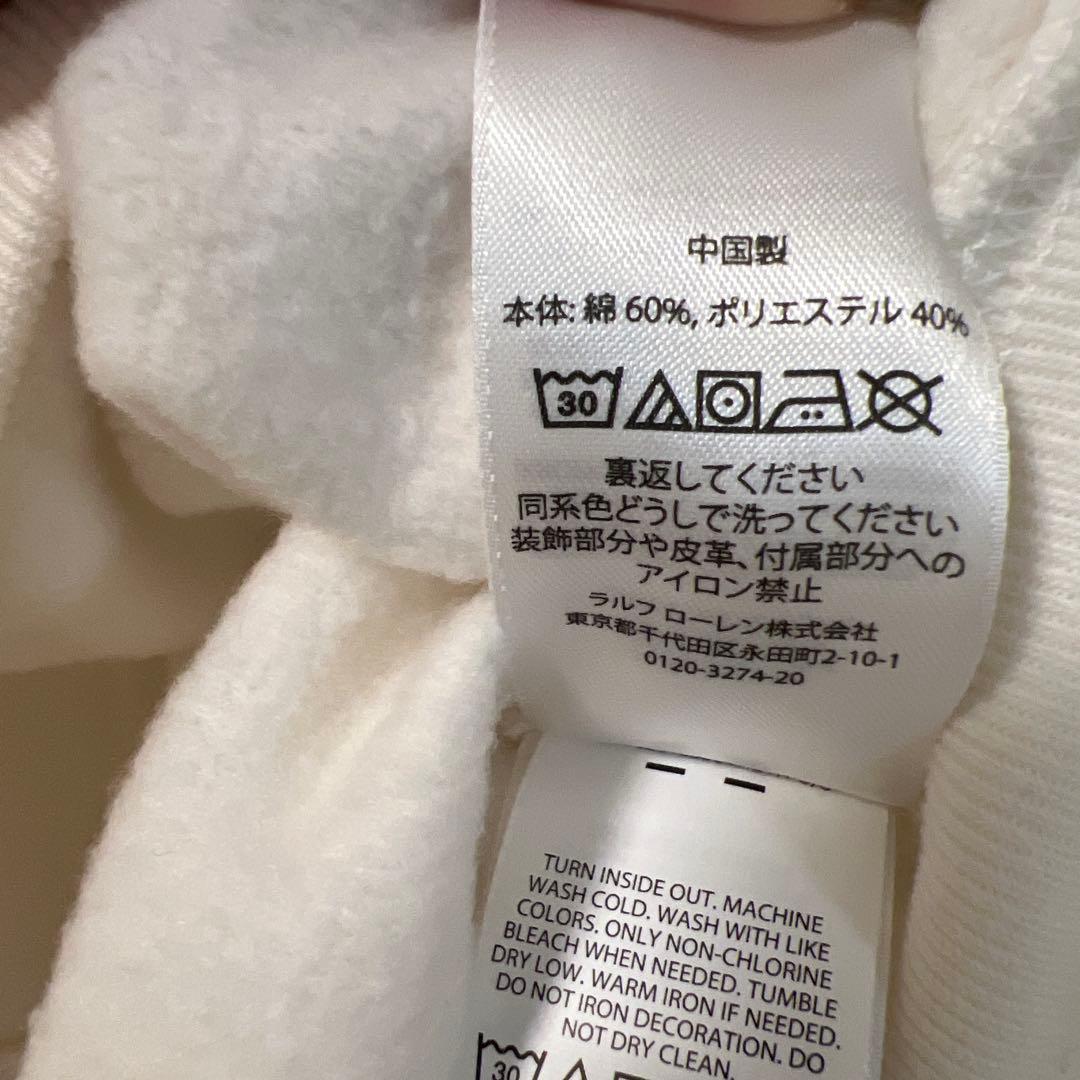 中国製
本体: 綿 60%, ポリエステル 40%
30
裏返してください
同系色どうしで洗ってください
装飾部分や皮革、付属部分への
アイロン禁止
ラルフ ローレン株式会社
東京都千代田区永田町2-10-1
0120-3274-20
TURN INSIDE OUT. MACHINE
WASH COLD. WASH WITH LIKE
COLORS. ONLY NON-CHLORINE
BLEACH WHEN NEEDED. TUMBLE
DRY LOW. WARM IRON IF NEEDED.
DO NOT IRON DECORATION. DO
NOT DRY CLEAN.
30